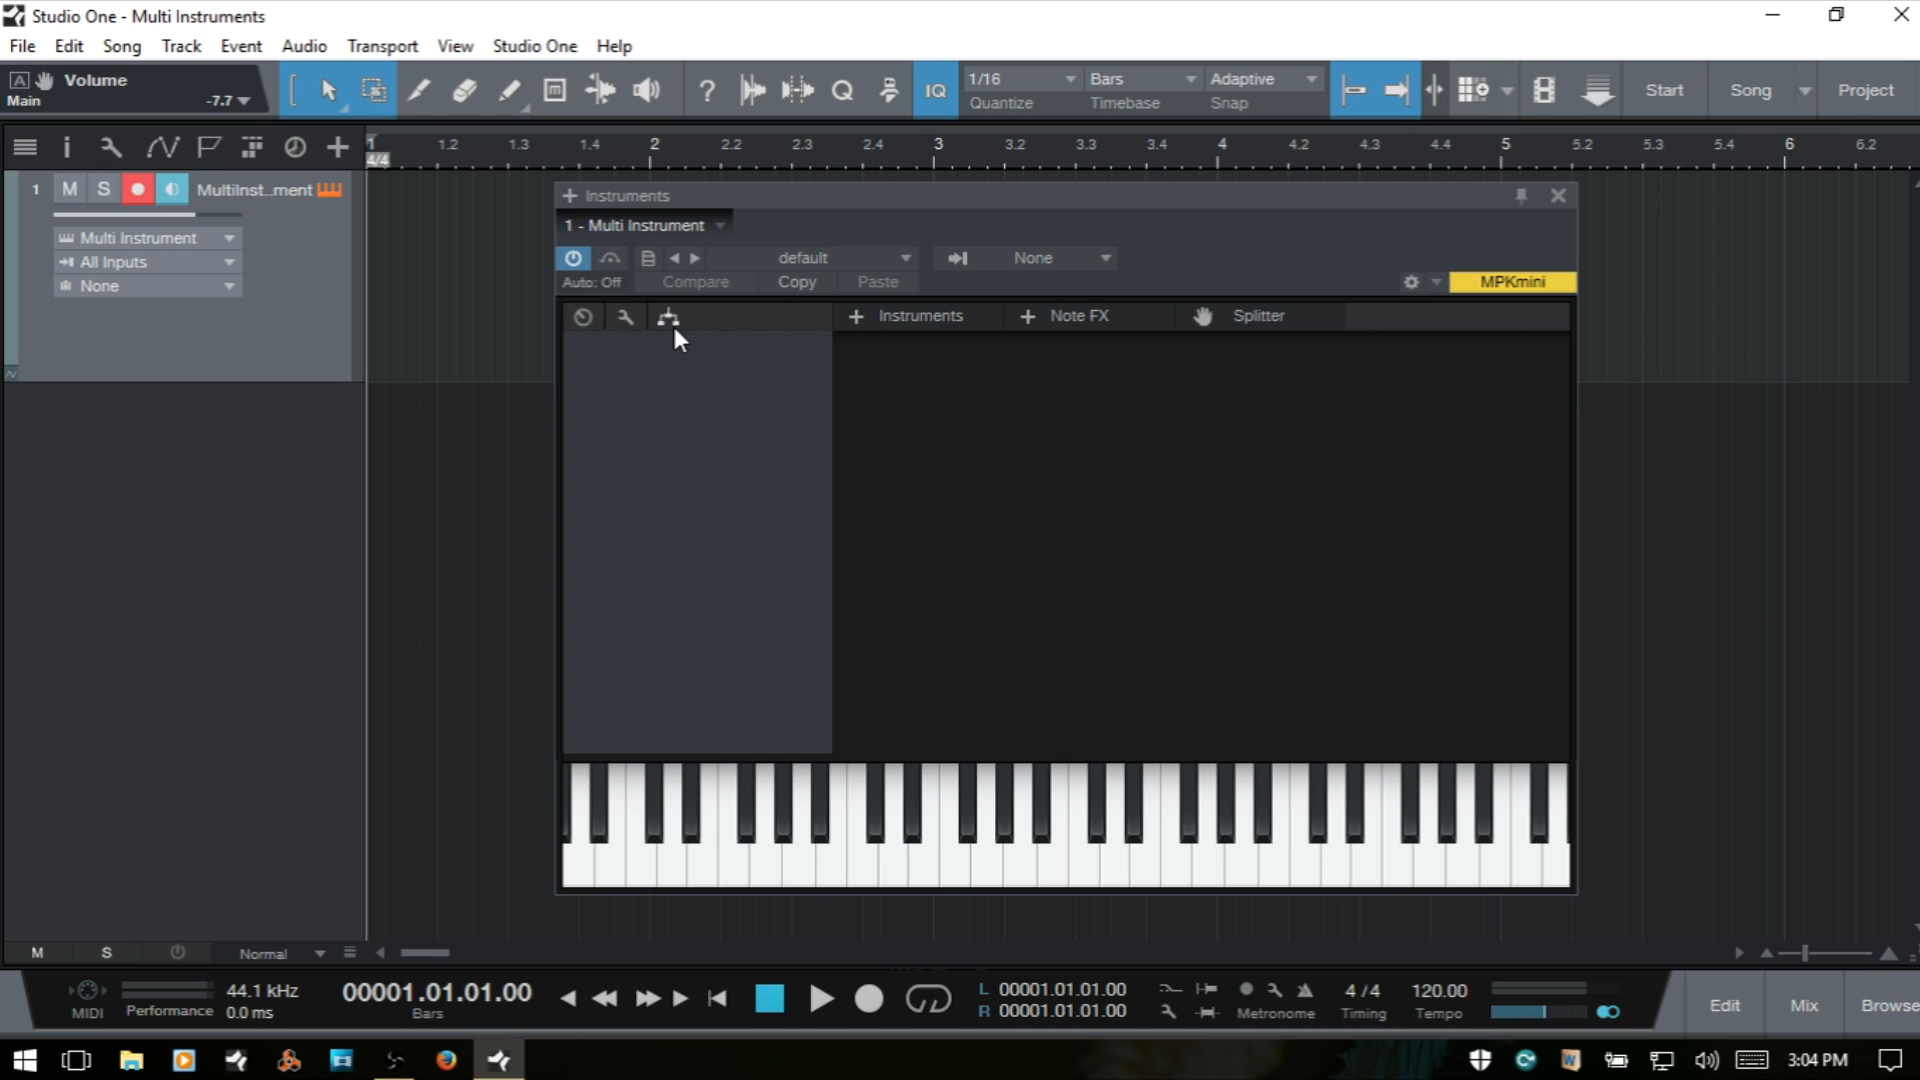 Studio One - Multi Instruments
File Edit Song Track Event Audio Transport View Studio One Help
A Volume
Main -7.7
1/16 Bars Adaptive
Quantize Timebase Snap
IQ
Start Song Project
1 1.2 1.3 1.4 2 2.2 2.3 2.4 3 3.2 3.3 3.4 4 4.2 4.3 4.4 5 5.2 5.3 5.4 6 6.2
4/4
1 M S MultiInst..ment
Multi Instrument
All Inputs
None
Instruments
1 - Multi Instrument
default None
Auto: Off Compare Copy Paste MPKmini
Instruments Note FX Splitter
M S Normal
MIDI Performance 44.1 kHz
0.0 ms
00001.01.01.00
Bars
L 00001.01.01.00
R 00001.01.01.00
Metronome
4 / 4
Timing
120.00
Tempo
Edit Mix Browse
3:04 PM